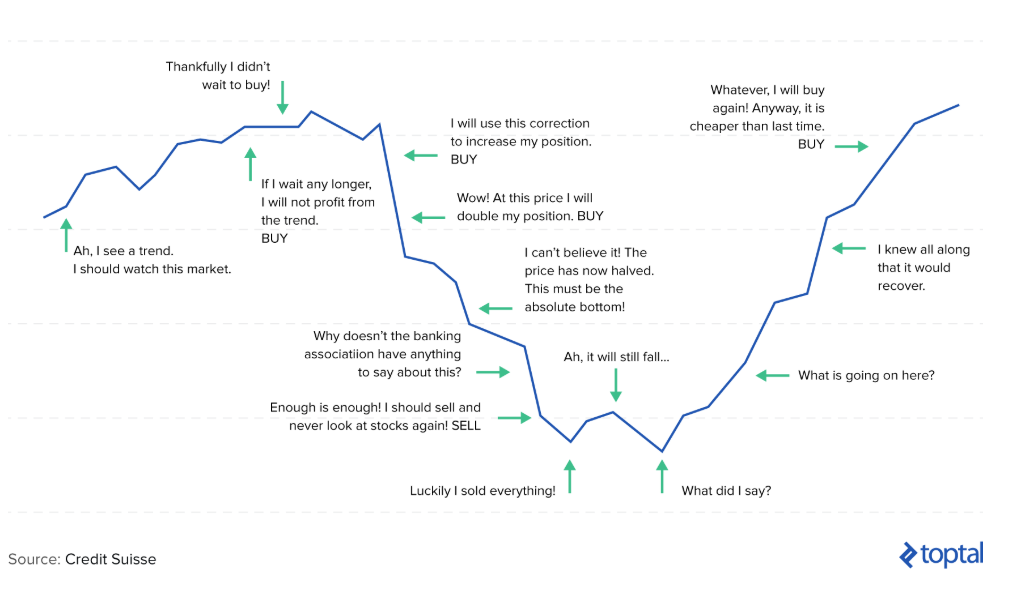 Thankfully I didn't
wait to buy!
If I wait any longer,
I will not profit from
the trend.
BUY
Ah, I see a trend.
I should watch this market.
I will use this correction
to increase my position.
BUY
Wow! At this price I will
double my position. BUY
I can't believe it! The
price has now halved.
This must be the
absolute bottom!
Why doesn't the banking
associatiion have anything
to say about this?
Enough is enough! I should sell and
never look at stocks again! SELL
Luckily I sold everything!
Ah, it will still fall...
What did I say?
What is going on here?
I knew all along
that it would
recover.
Whatever, I will buy
again! Anyway, it is
cheaper than last time.
BUY
Source: Credit Suisse
toptal